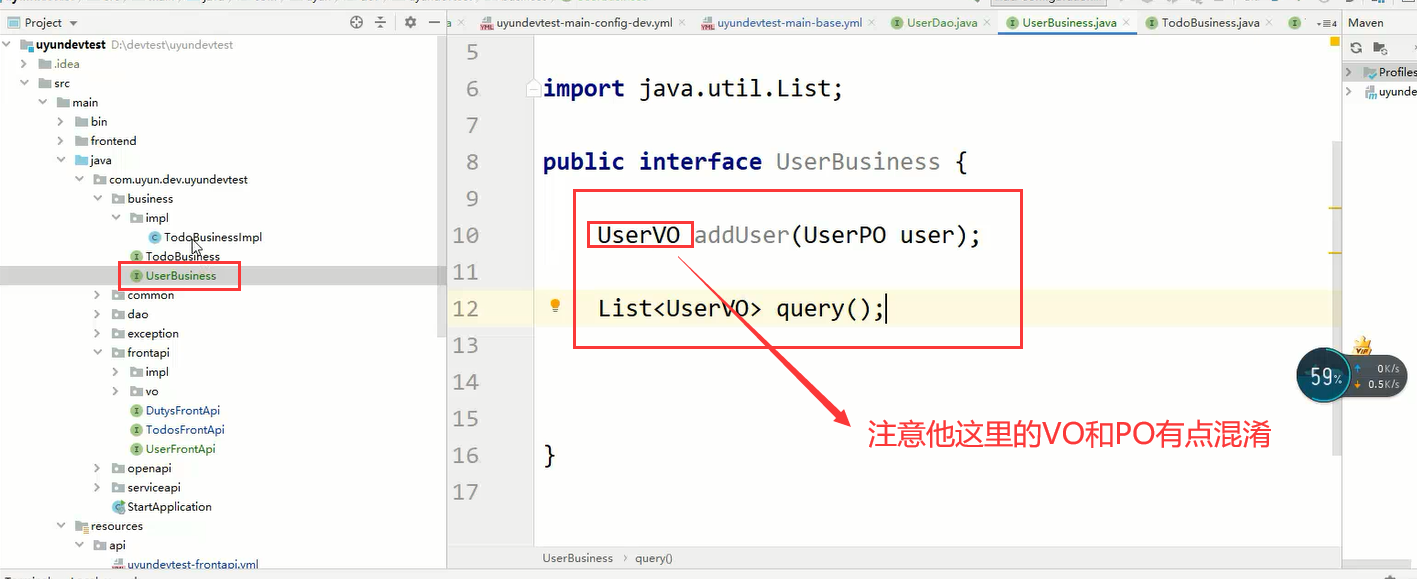 Project
uyundevtest-main-config-dev.yml
uyundevtest-main-base.yml
UserDao.java
UserBusiness.java
TodoBusiness.java
4
Maven
uyundevtest D:\devtest\uyundevtest
.idea
src
main
bin
frontend
java
com.uyun.dev.uyundevtest
business
impl
TodoBusinessImpl
TodoBusiness
UserBusiness
common
dao
exception
frontapi
impl
vo
DutysFrontApi
TodosFrontApi
UserFrontApi
openapi
serviceapi
StartApplication
resources
api
uyundevtest-frontapi.yml
5
6 import java.util.List;
7
8 public interface UserBusiness {
9
10 UserVO addUser(UserPO user);
11
12 List<UserVO> query();
13
14
15
16 }
17
注意他这里的VO和PO有点混淆
UserBusiness query()
Profiles
uyunde
VIP
59%
0K/s
0.5K/s